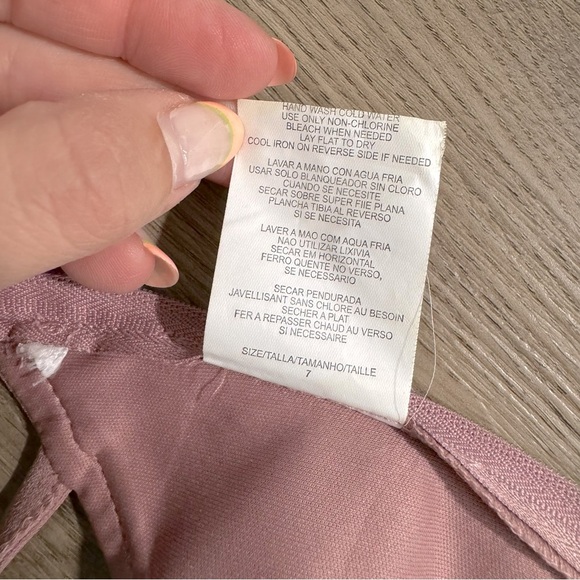 HAND WASH COLD WATER
USE ONLY NON-CHLORINE
BLEACH WHEN NEEDED
LAY FLAT TO DRY
COOL IRON ON REVERSE SIDE IF NEEDED
LAVAR A MANO CON AGUA FRIA
USAR SOLO BLANQUEADOR SIN CLORO
CUANDO SE NECESITE
SECAR SOBRE SUPER FIIE PLANA
PLANCHA TIBIA AL REVERSO
SI SE NECESITA
LAVER A MAO COM AQUA FRIA
NAO UTILIZAR LIXIVIA
SECAR EM HORIZONTAL
FERRO QUENTE NO VERSO,
SE NECESSARIO
SECAR PENDURADA
JAVELLISANT SANS CHLORE AU BESOIN
SECHER A PLAT
FER A REPASSER CHAUD AU VERSO
SI NECESSAIRE
SIZE/TALLA/TAMANHO/TAILLE
7